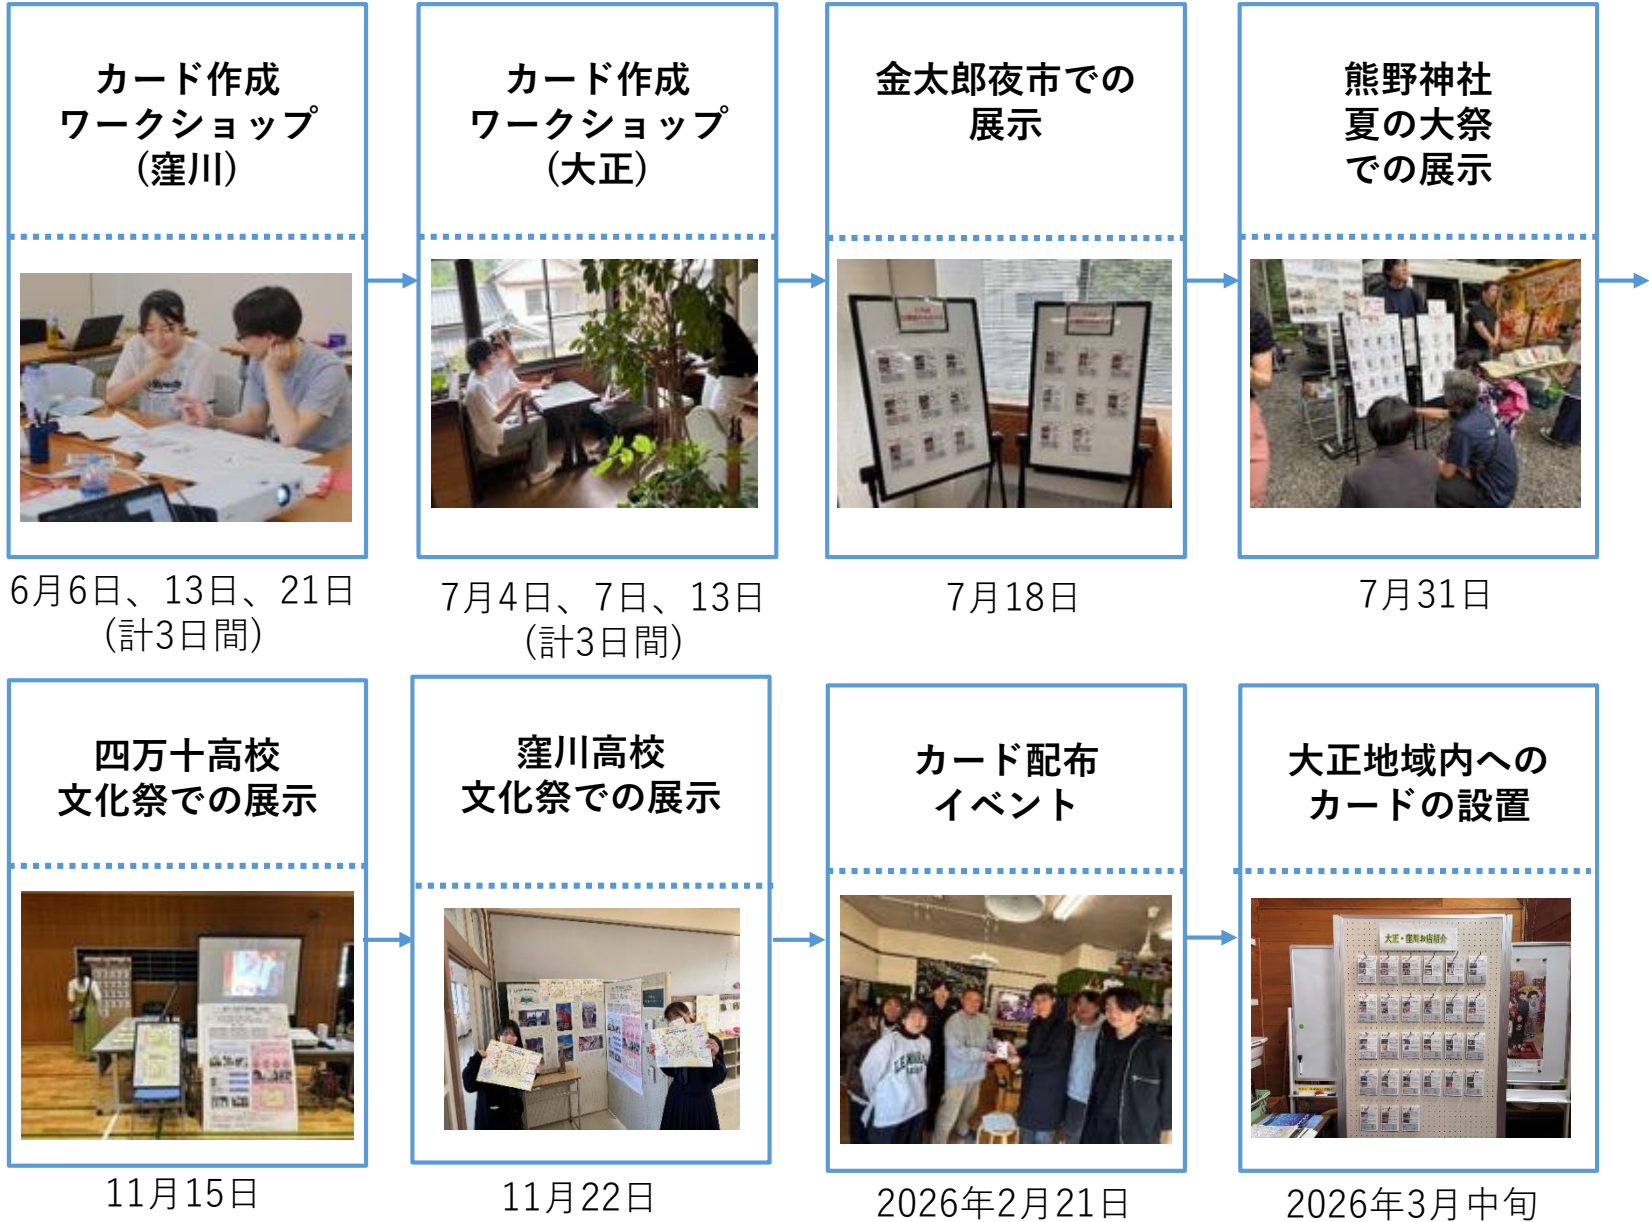 カード作成
ワークショップ
(窪川)
カード作成
ワークショップ
(大正)
金太郎夜市での
展示
熊野神社
夏の大祭
での展示
6月6日、13日、21日
(計3日間)
7月4日、7日、13日
(計3日間)
7月18日
7月31日
四万十高校
文化祭での展示
窪川高校
文化祭での展示
カード配布
イベント
大正地域内への
カードの設置
大正・窪川お店紹介
11月15日
11月22日
2026年2月21日
2026年3月中旬